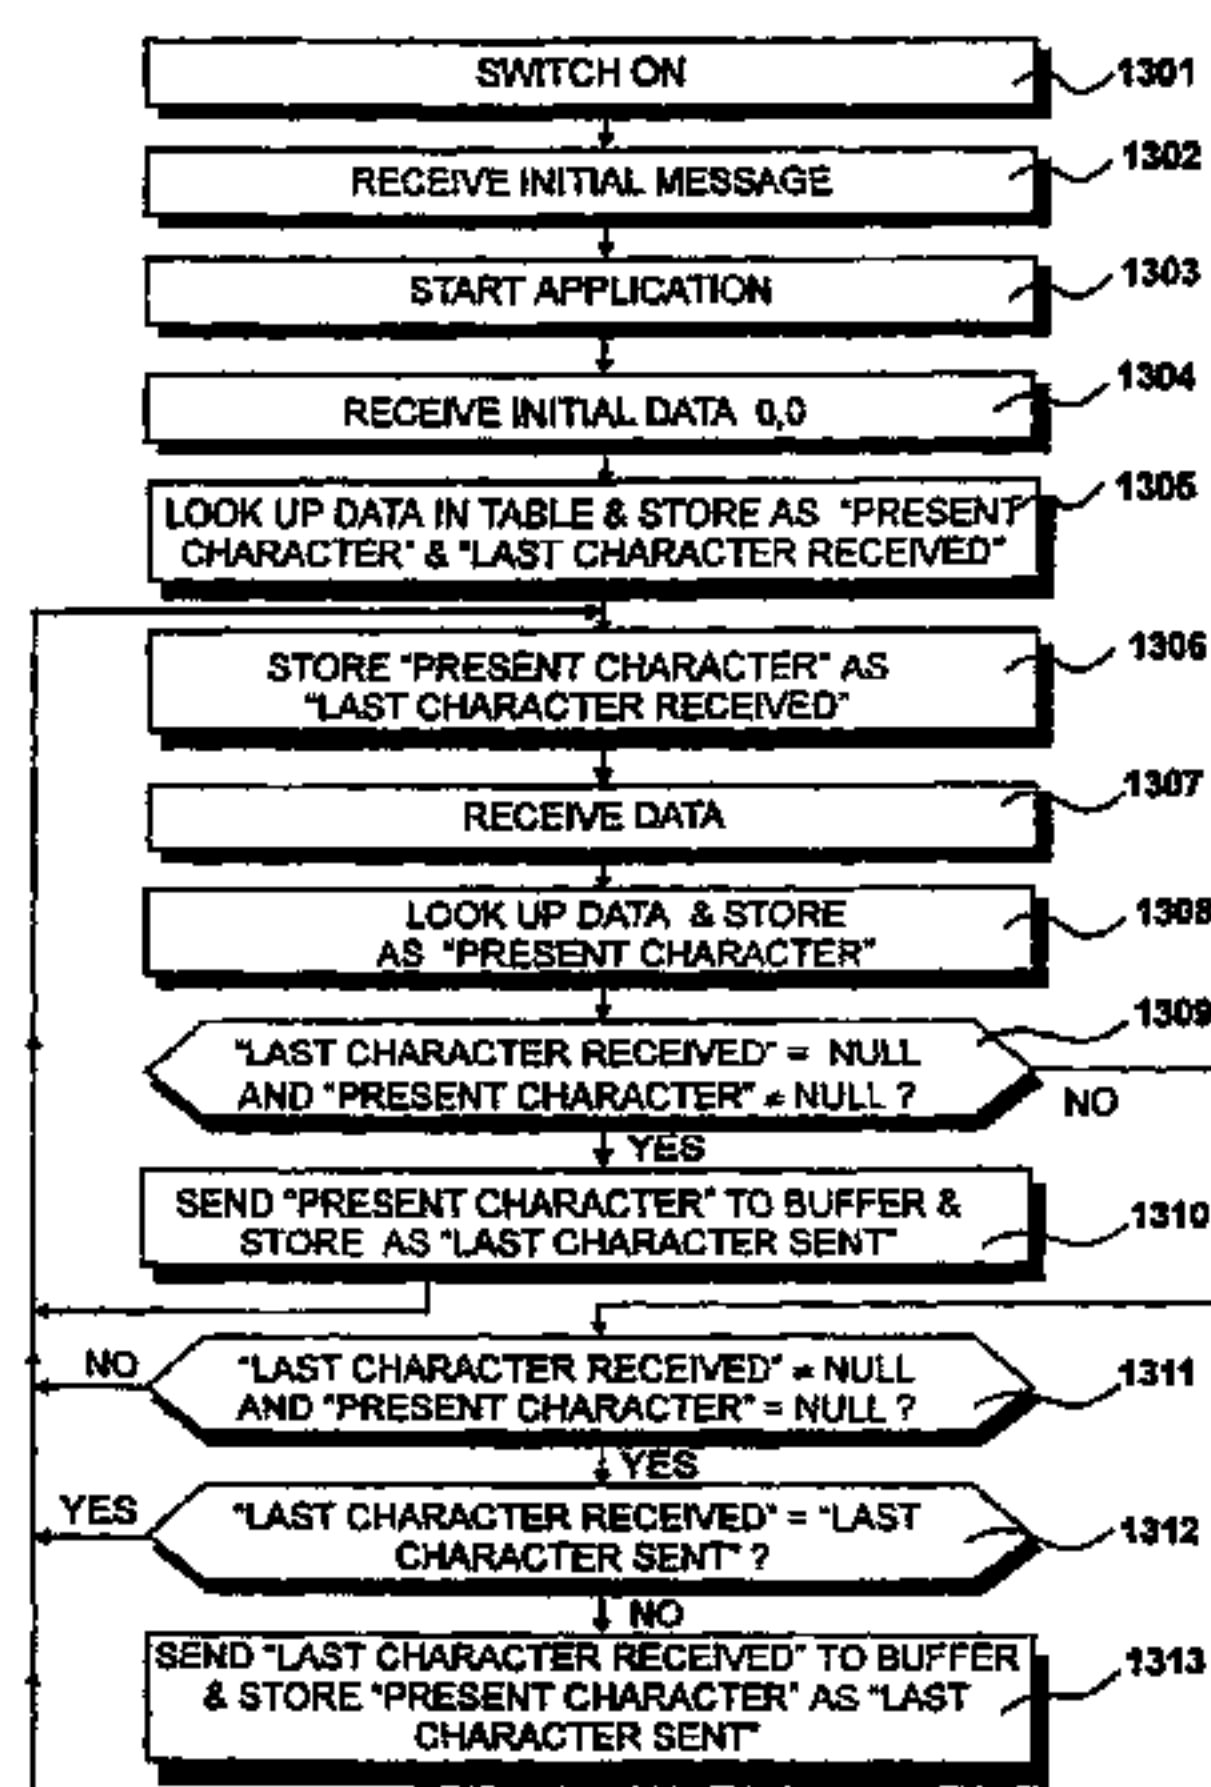 SWITCH ON
1301
RECEIVE INITIAL MESSAGE
1302
START APPLICATION
1303
RECEIVE INITIAL DATA 0,0
1304
LOOK UP DATA IN TABLE & STORE AS "PRESENT
CHARACTER" & "LAST CHARACTER RECEIVED"
1305
STORE "PRESENT CHARACTER" AS
"LAST CHARACTER RECEIVED"
1306
RECEIVE DATA
1307
LOOK UP DATA & STORE
AS "PRESENT CHARACTER"
1308
"LAST CHARACTER RECEIVED" = NULL
AND "PRESENT CHARACTER" ≠ NULL ?
1309
NO
YES
SEND "PRESENT CHARACTER" TO BUFFER &
STORE AS "LAST CHARACTER SENT"
1310
NO
"LAST CHARACTER RECEIVED" ≠ NULL
AND "PRESENT CHARACTER" = NULL ?
1311
YES
YES
"LAST CHARACTER RECEIVED" = "LAST
CHARACTER SENT" ?
1312
NO
SEND "LAST CHARACTER RECEIVED" TO BUFFER
& STORE "PRESENT CHARACTER" AS "LAST
CHARACTER SENT"
1313